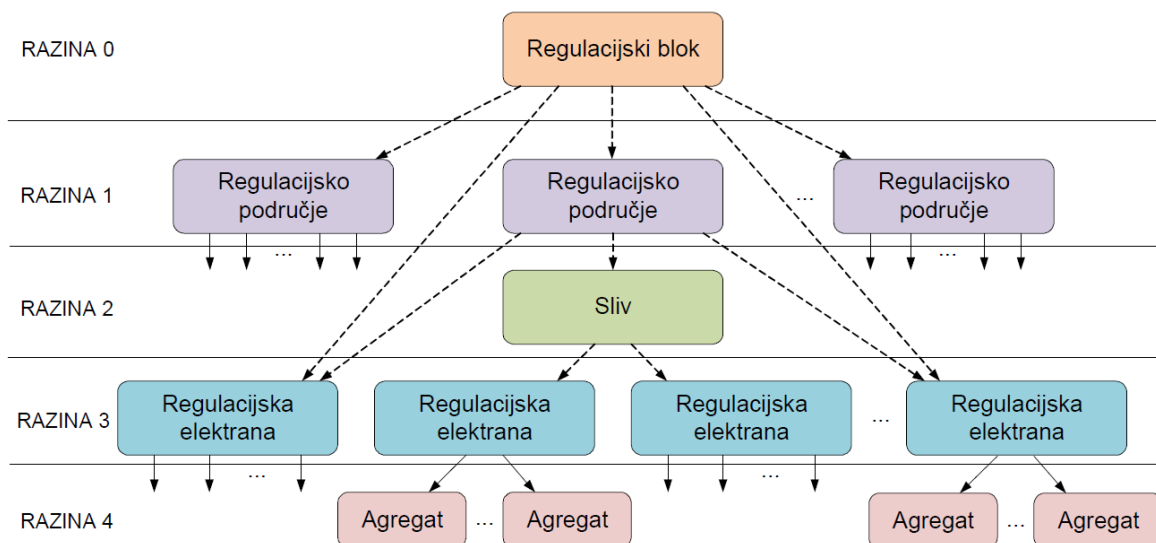 RAZINA 0
Regulacijski blok
RAZINA 1
Regulacijsko
područje
Regulacijsko
područje
...
Regulacijsko
područje
...
...
RAZINA 2
Sliv
RAZINA 3
Regulacijska
elektrana
Regulacijska
elektrana
Regulacijska
elektrana
...
Regulacijska
elektrana
...
...
RAZINA 4
Agregat
...
Agregat
Agregat
...
Agregat